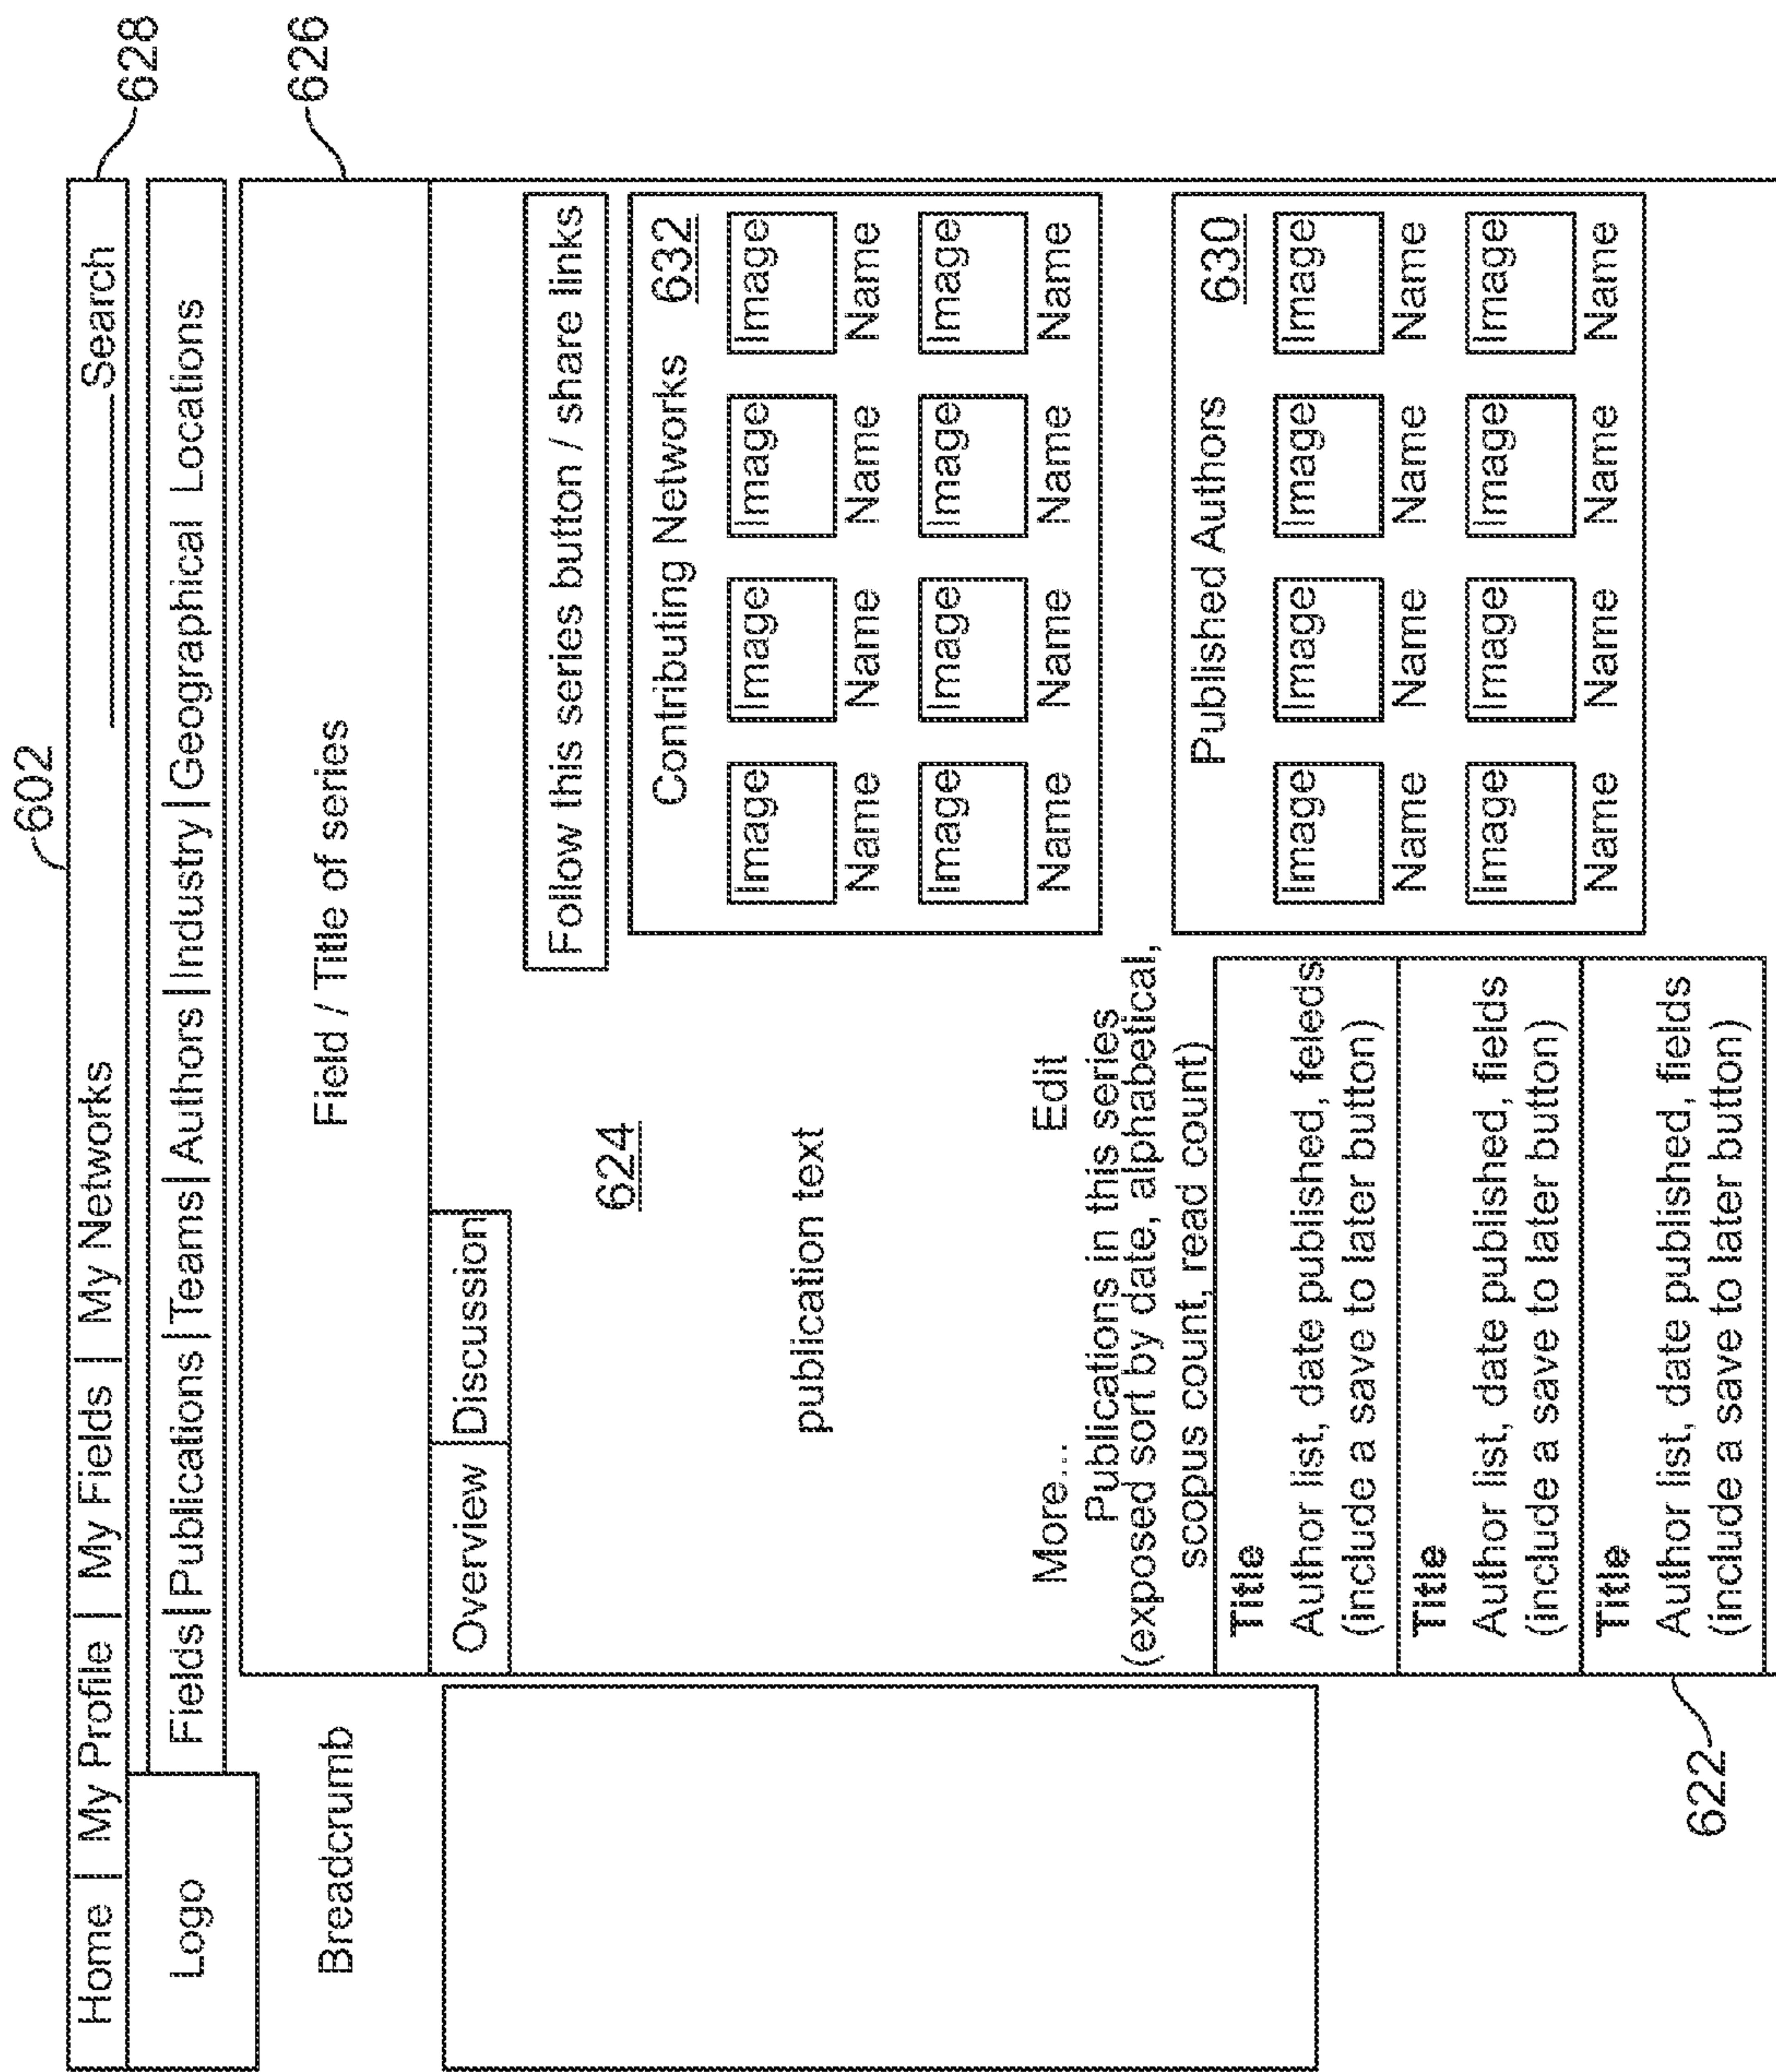 602
628
Home | My Profile | My Fields | My Networks Search
Logo
Fields|Publications |Teams| Authors |Industry|Geographical Locations
626
Breadcrumb
Field / Title of series
Overview Discussion
624
publication text
More... Edit
Publications in this series
(exposed sort by date, alphabetical,
scopus count, read count)
Title
Author list, date published, feleds
(include a save to later button)
Title
Author list, date published, fields
(include a save to later button)
Title
Author list, date published, fields
(include a save to later button)
622
Follow this series button / share links
Contributing Networks 632
Image Image Image Image
Name Name Name Name
Image Image Image Image
Name Name Name Name
Published Authors 630
Image Image Image Image
Name Name Name Name
Image Image Image Image
Name Name Name Name